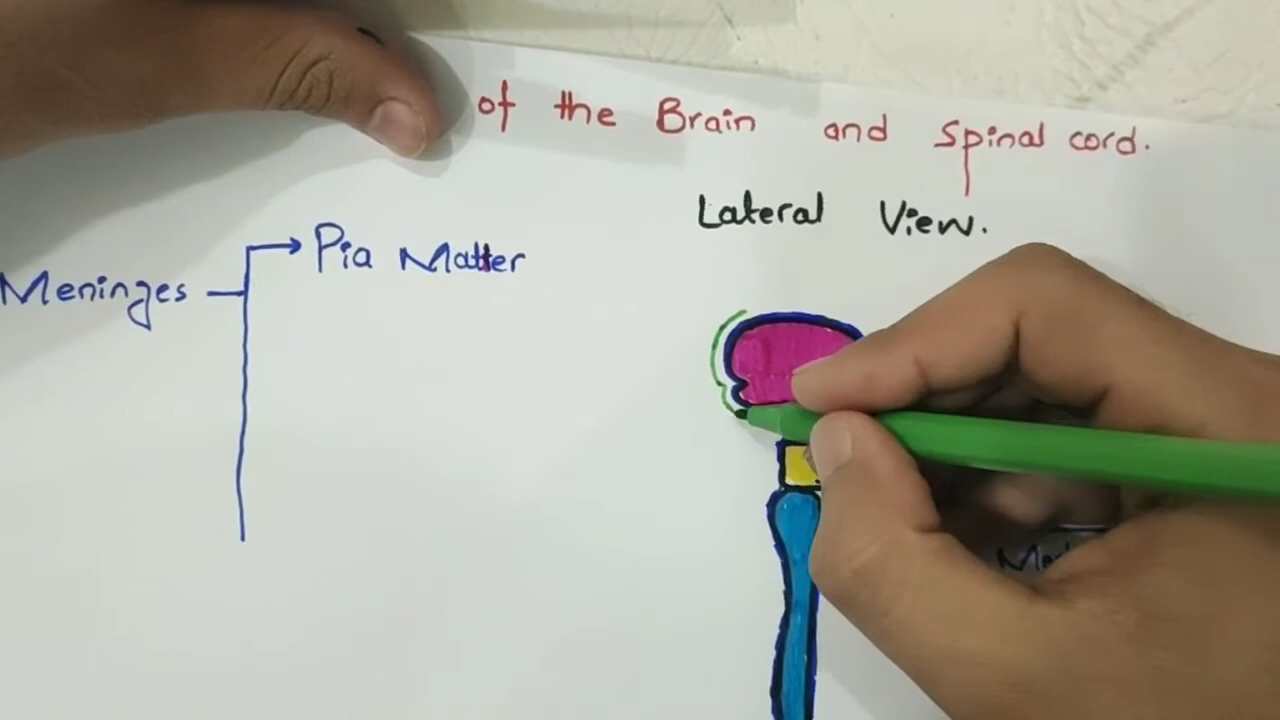 of the Brain and Spinal cord.
Lateral View.
Pia Matter
Meninges